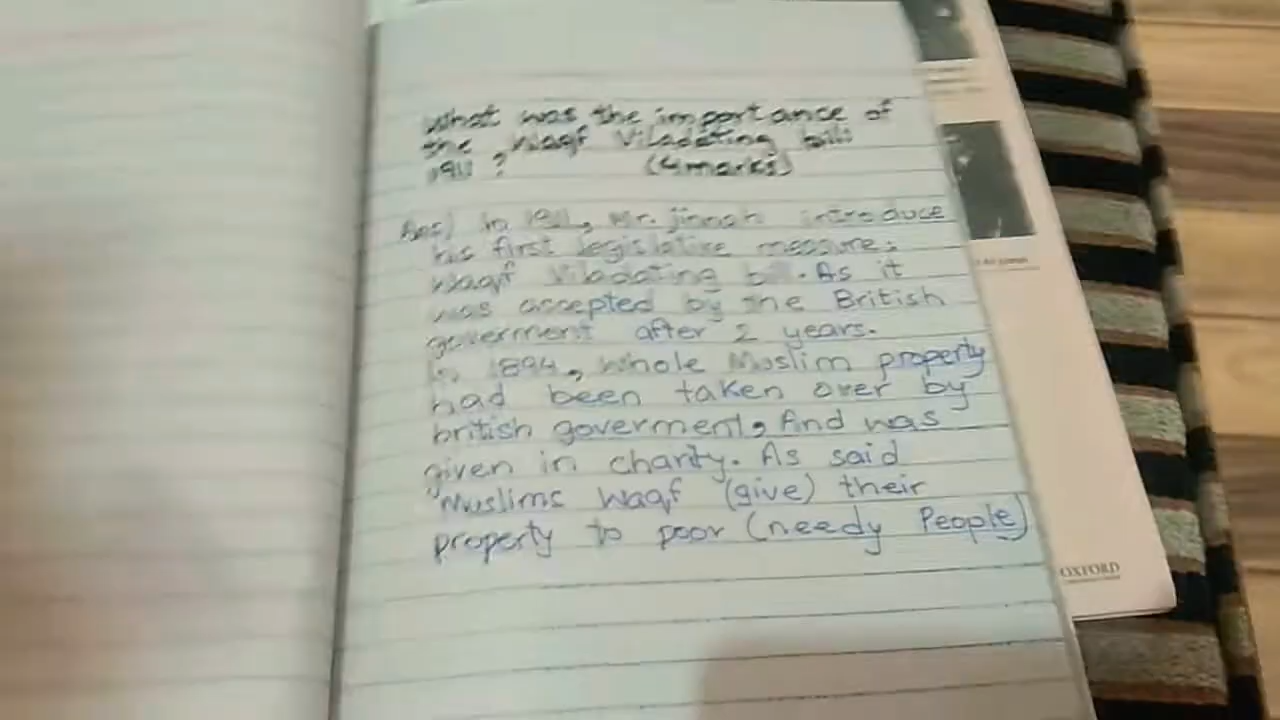 What was the importance of
the Waqf Viladating bill
1911 ? (4marks)
Ans) in 1911, Mr. Jinnah introduce
his first legislative measure:
Waqf Viladating bill. As it
was accepted by the British
goverment after 2 years.
In 1894, whole Muslim property
had been taken over by
british goverment, And was
given in charity. As said
"Muslims Waqf (give) their
property to poor (needy People)
OXFORD